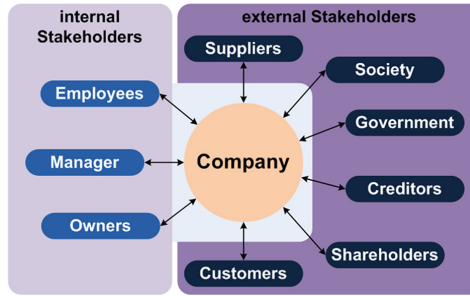 internal
Stakeholders
external Stakeholders
Suppliers
Society
Employees
Government
Manager
Company
Creditors
Owners
Shareholders
Customers